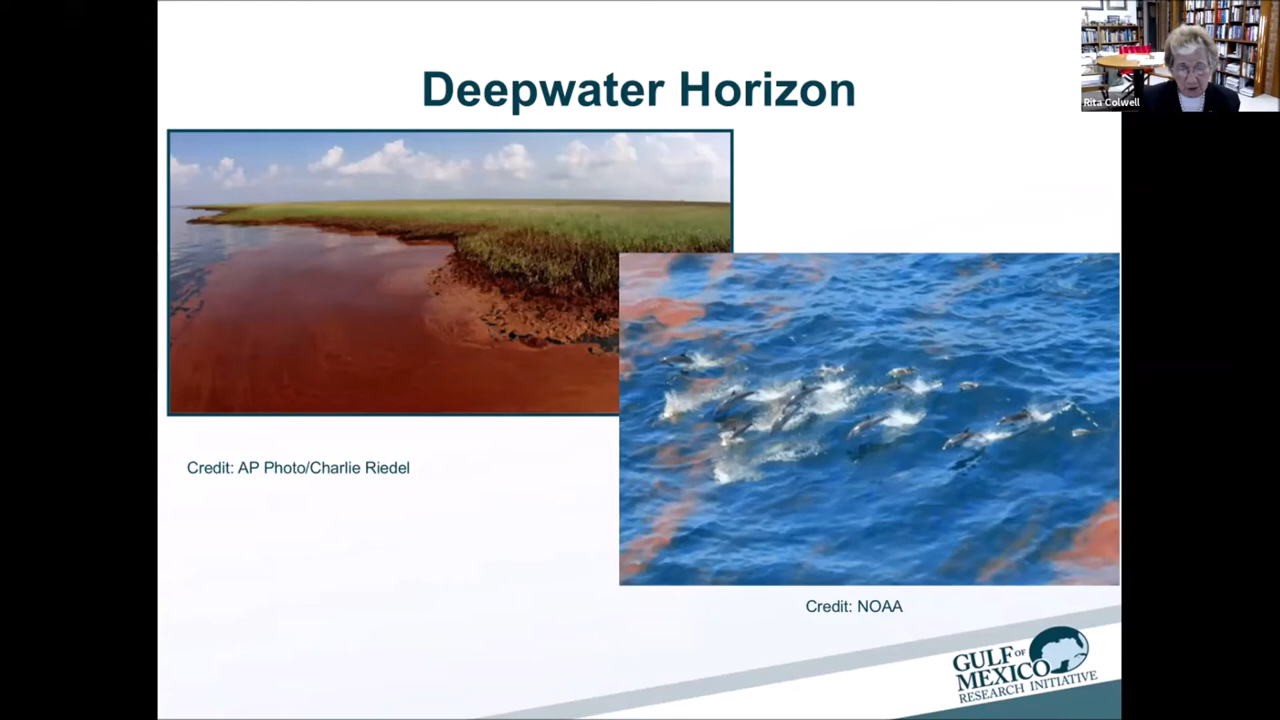 Deepwater Horizon
Rita Colwell
Credit: AP Photo/Charlie Riedel
Credit: NOAA
GULF OF
MEXICO
RESEARCH INITIATIVE